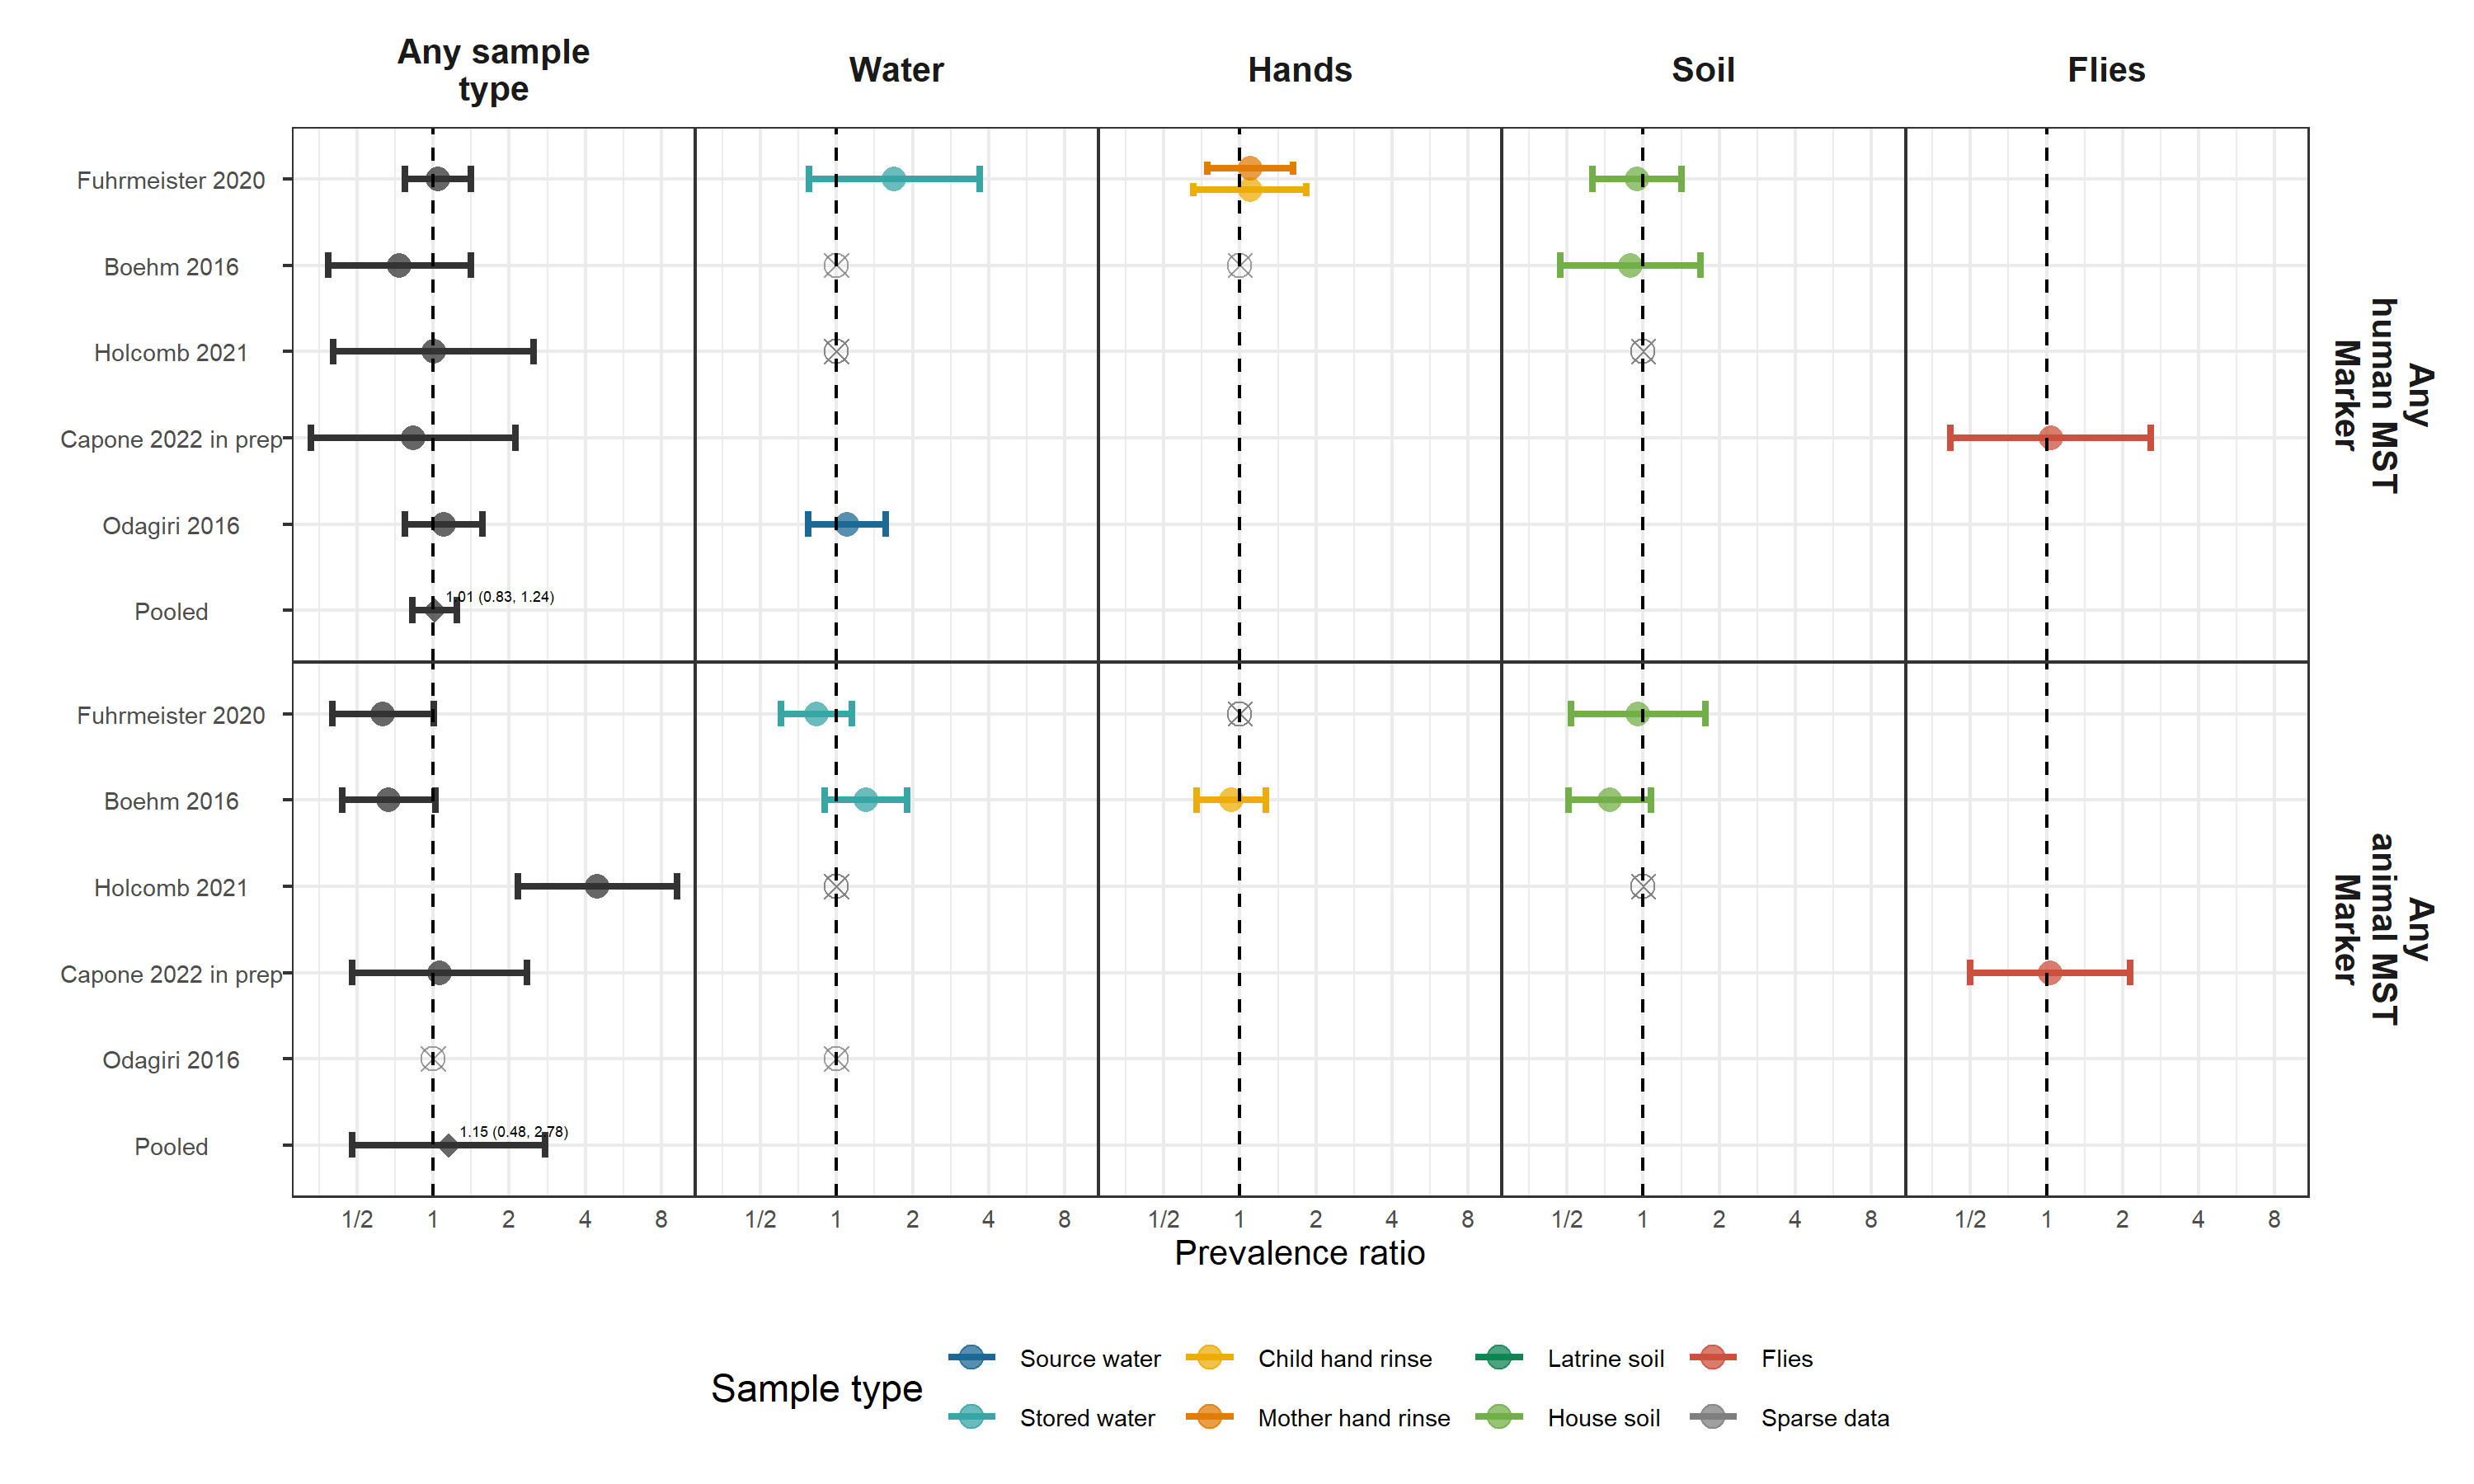 Any sample
type
Water
Hands
Soil
Flies
Fuhrmeister 2020
Boehm 2016
Holcomb 2021
Capone 2022 in prep
Odagiri 2016
Pooled
1.01 (0.83, 1.24)
Any
human MST
Marker
Fuhrmeister 2020
Boehm 2016
Holcomb 2021
Capone 2022 in prep
Odagiri 2016
Pooled
1.15 (0.48, 2.78)
Any
animal MST
Marker
1/2 1 2 4 8
1/2 1 2 4 8
1/2 1 2 4 8
1/2 1 2 4 8
1/2 1 2 4 8
Prevalence ratio
Sample type
Source water
Child hand rinse
Latrine soil
Flies
Stored water
Mother hand rinse
House soil
Sparse data